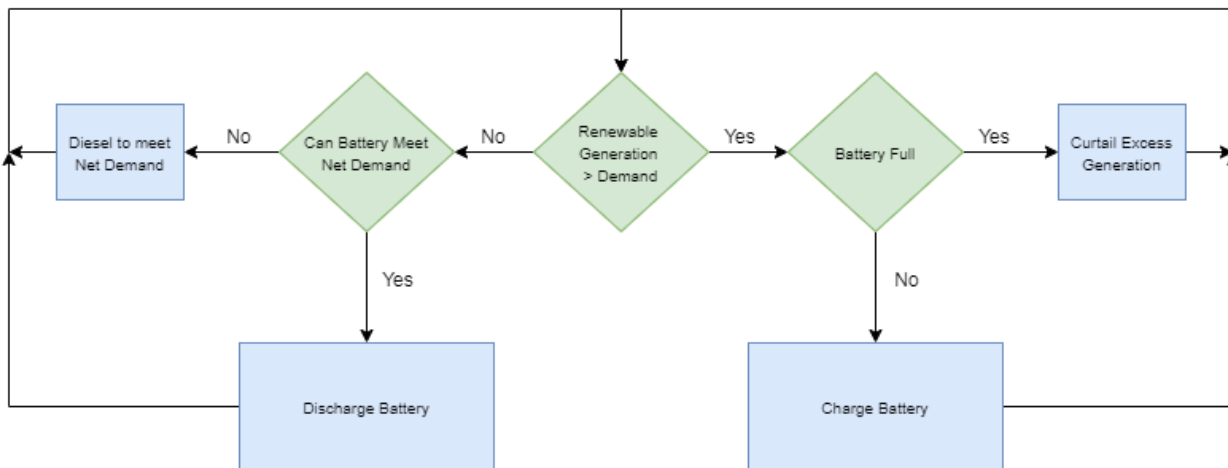 Diesel to meet
Net Demand
No
Can Battery Meet
Net Demand
No
Renewable
Generation
> Demand
Yes
Battery Full
Yes
Curtail Excess
Generation
Yes
No
Discharge Battery
Charge Battery